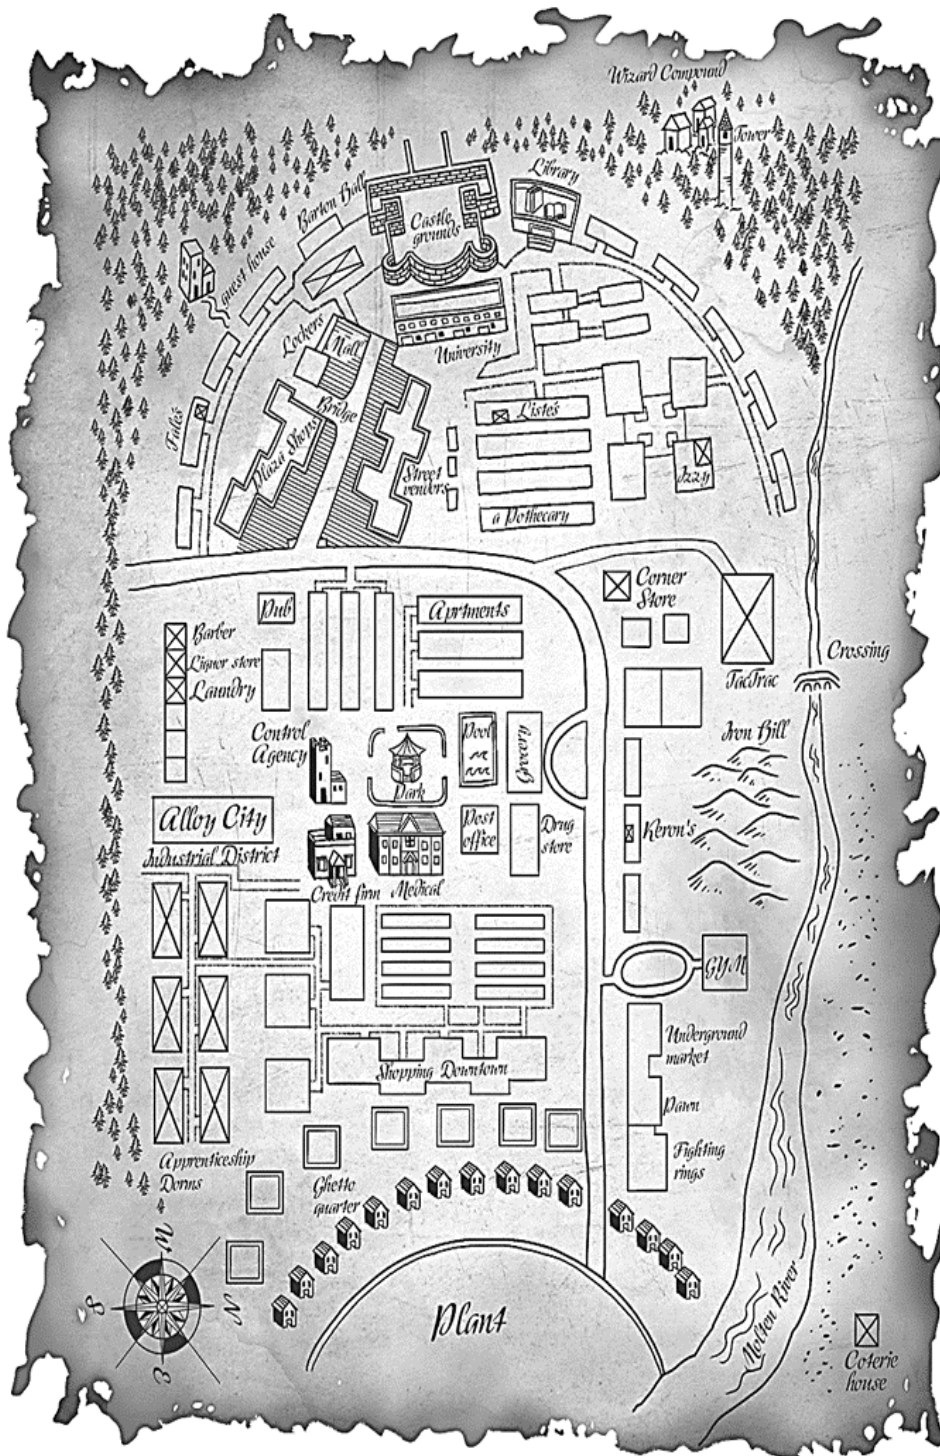 Wizard Compound
Tower
Library
Barton Hall
Castle
grounds
guest house
Lockers
Mall
University
Bridge
Plaza Shops
Fale's
Liste's
Street
vendors
Izzy
a Pothecary
Corner
Store
Pub
Aprtments
Barber
Liquor store
Laundry
TacTrac
Crossing
Control
Agency
Pool
Grocery
Iron Hill
Park
Alloy City
Post
office
Drug
store
Keron's
Industrial District
Credit firm
Medical
GYM
Underground
market
Shopping Downtown
Pawn
Fighting
rings
Apprenticeship
Dorms
Ghetto
quarter
W
S
N
E
Plant
Molten River
Coterie
house